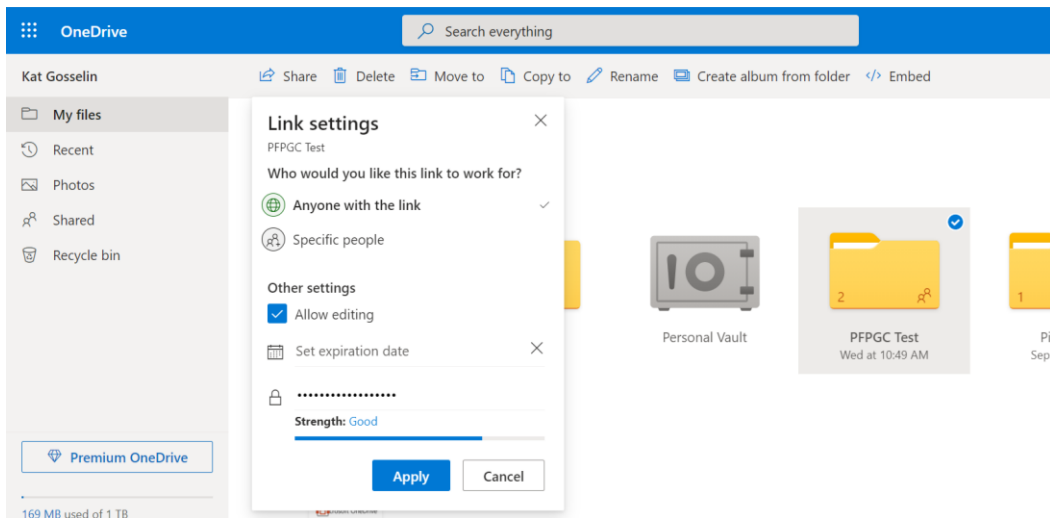 OneDrive
Search everything
Kat Gosselin
Share Delete Move to Copy to Rename Create album from folder Embed
My files
Recent
Photos
Shared
Recycle bin
Premium OneDrive
169 MB used of 1 TB
Link settings
PFPGC Test
Who would you like this link to work for?
Anyone with the link
Specific people
Other settings
Allow editing
Set expiration date
••••••••••••••••••
Strength: Good
Apply Cancel
Personal Vault
2
PFPGC Test
Wed at 10:49 AM
1
Sep